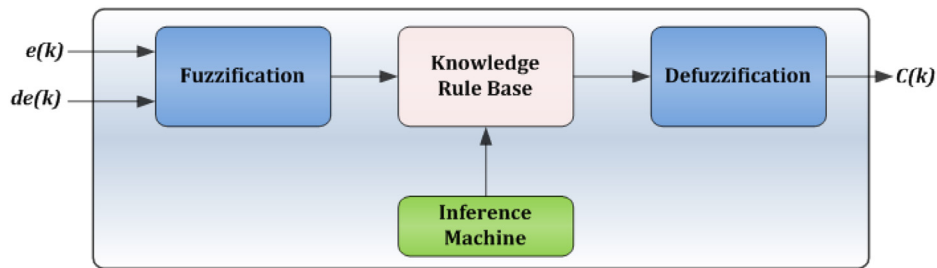 e(k)
de(k)
Fuzzification
Knowledge
Rule Base
Defuzzification
C(k)
Inference
Machine